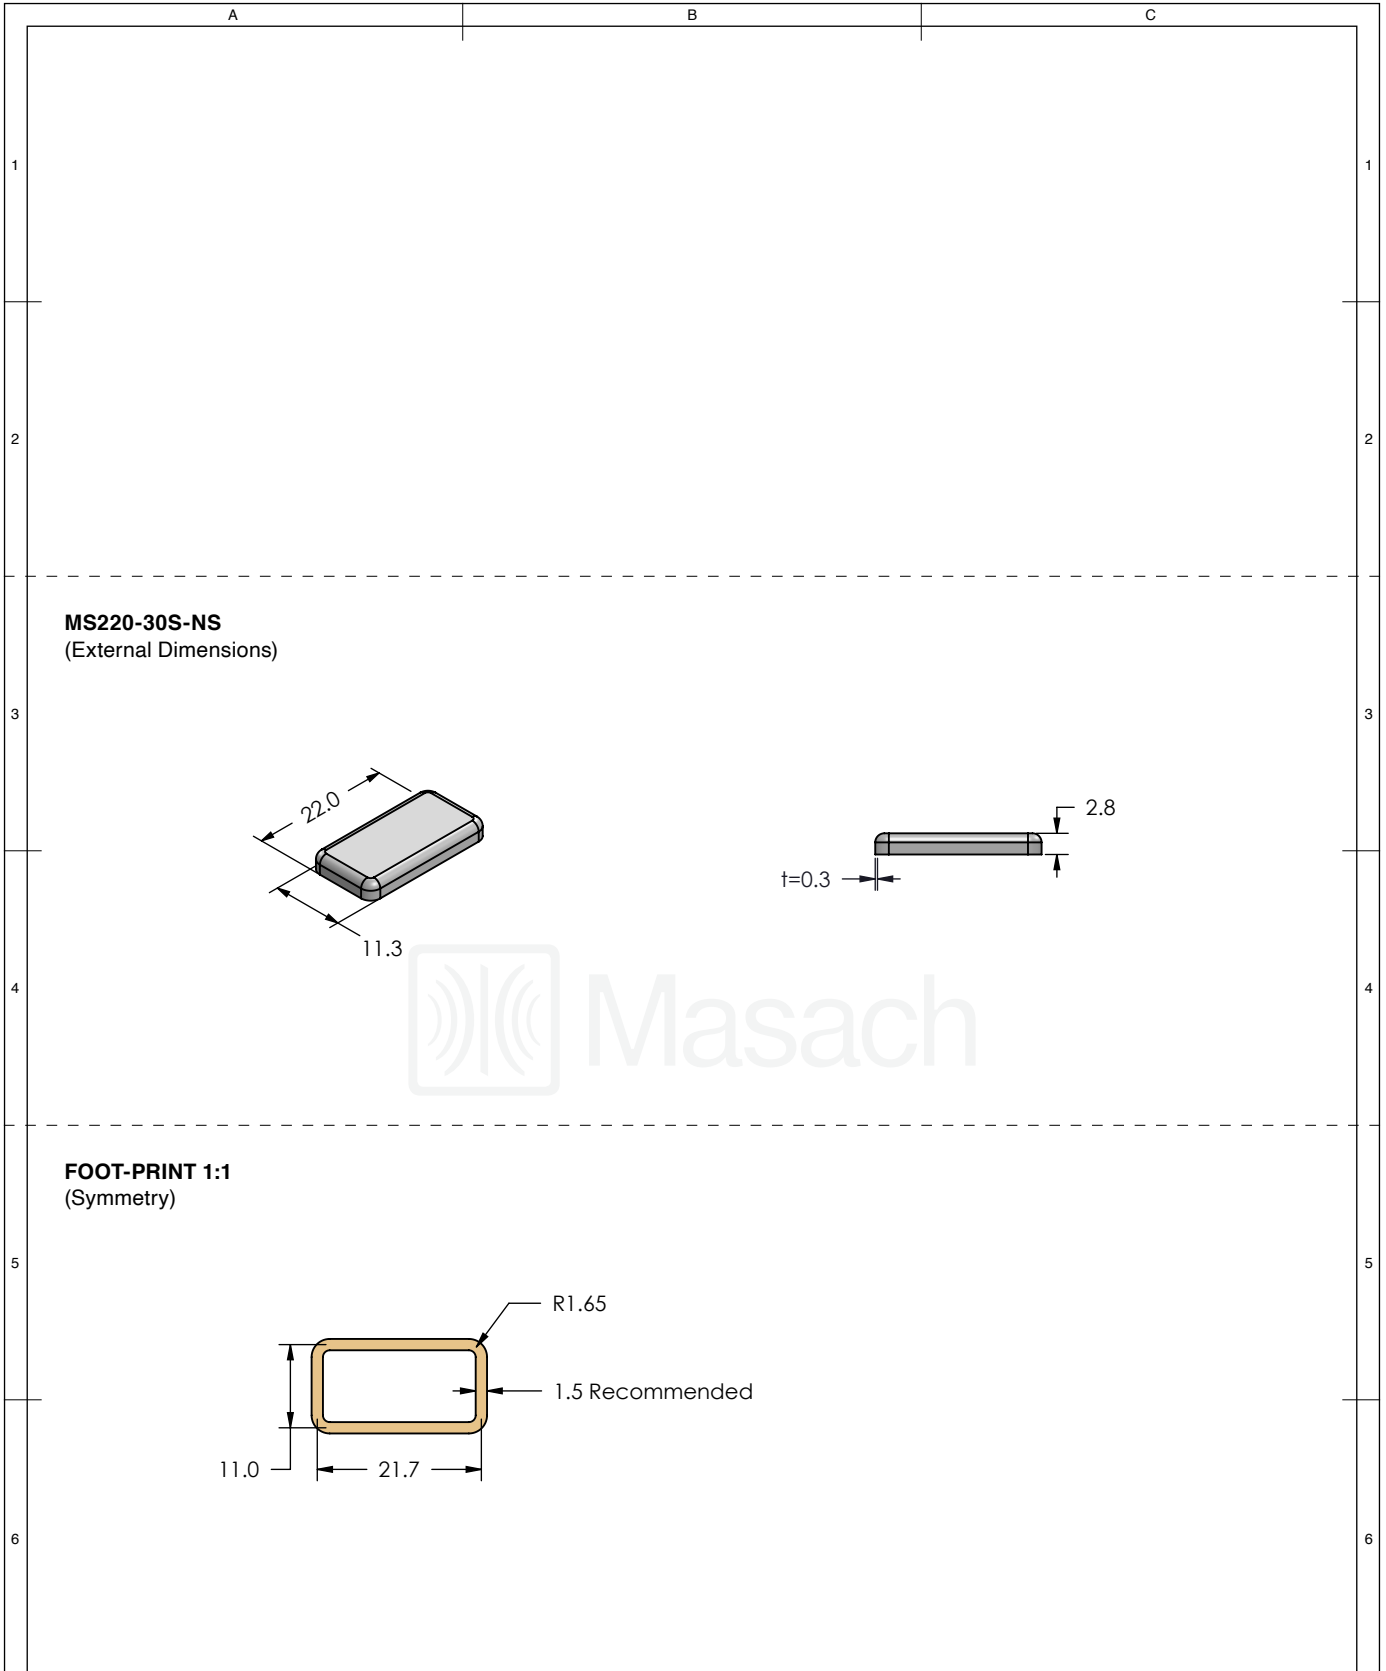 A B C
1 1
2 2
MS220-30S-NS
(External Dimensions)
3 3
22.0
2.8
t=0.3
11.3
4 4
Masach
FOOT-PRINT 1:1
(Symmetry)
5 5
R1.65
1.5 Recommended
11.0
21.7
6 6